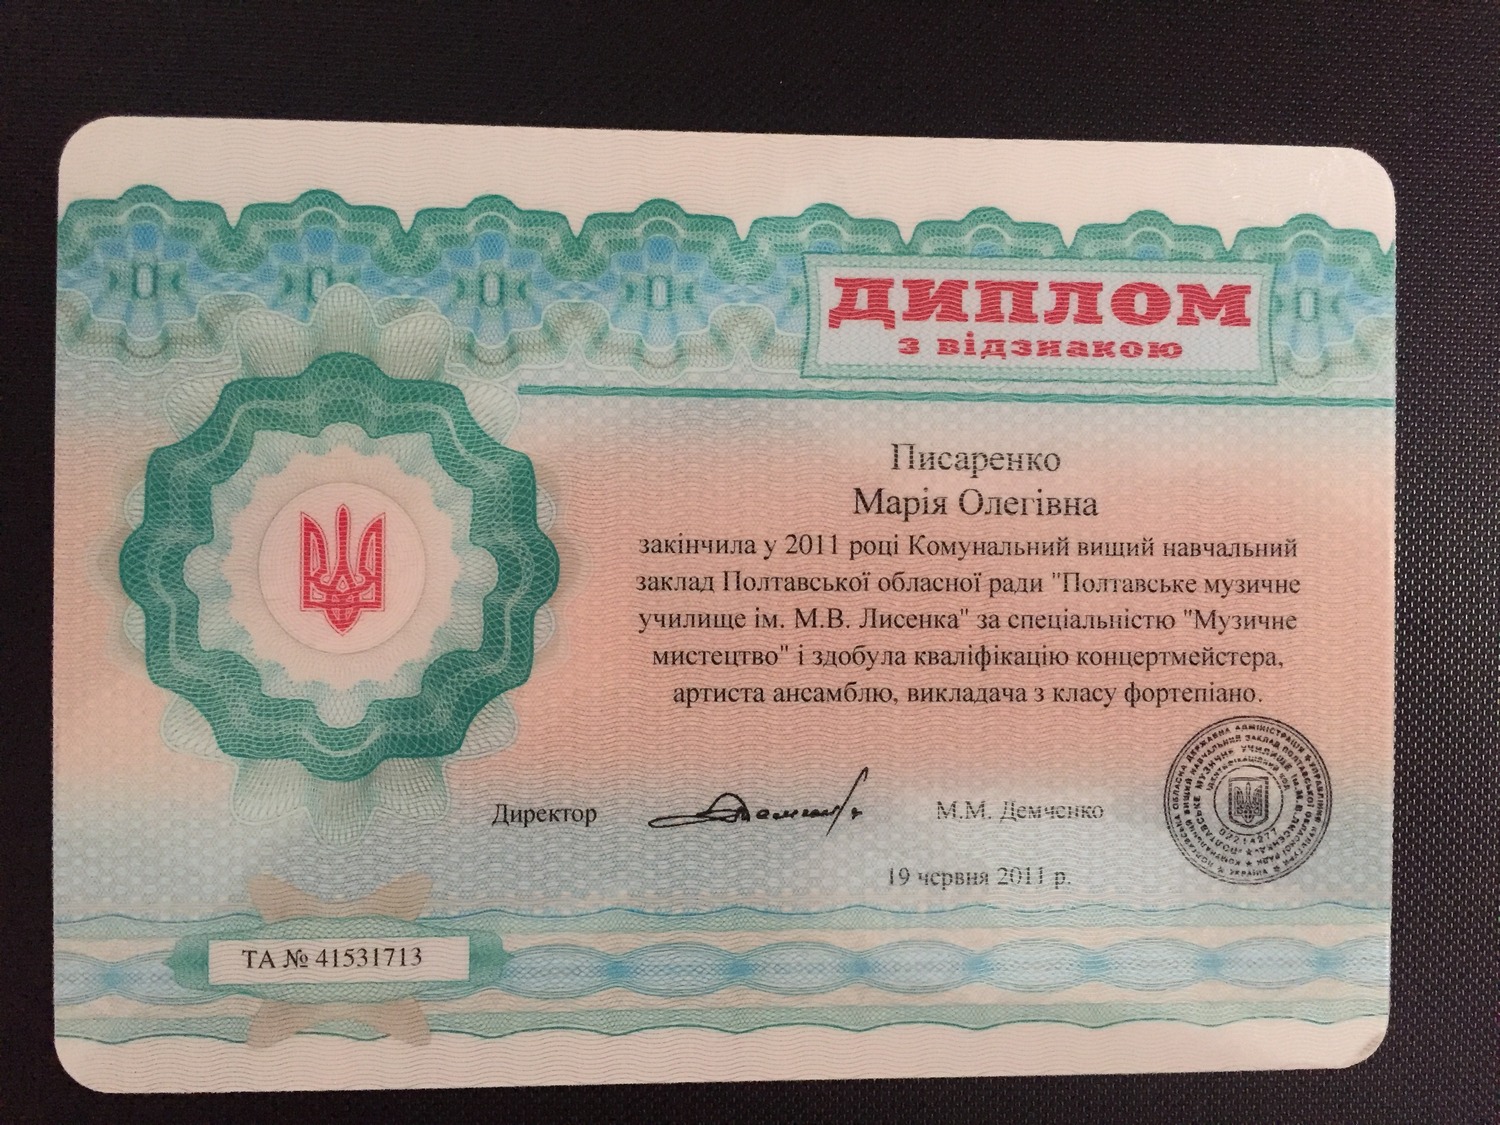 ДИПЛОМ
з відзнакою
Писаренко
Марія Олегівна
закінчила у 2011 році Комунальний вищий навчальний
заклад Полтавської обласної ради "Полтавське музичне
училище ім. М.В. Лисенка" за спеціальністю "Музичне
мистецтво" і здобула кваліфікацію концертмейстера,
артиста ансамблю, викладача з класу фортепіано.
Директор М.М. Демченко
19 червня 2011 р.
ТА № 41531713